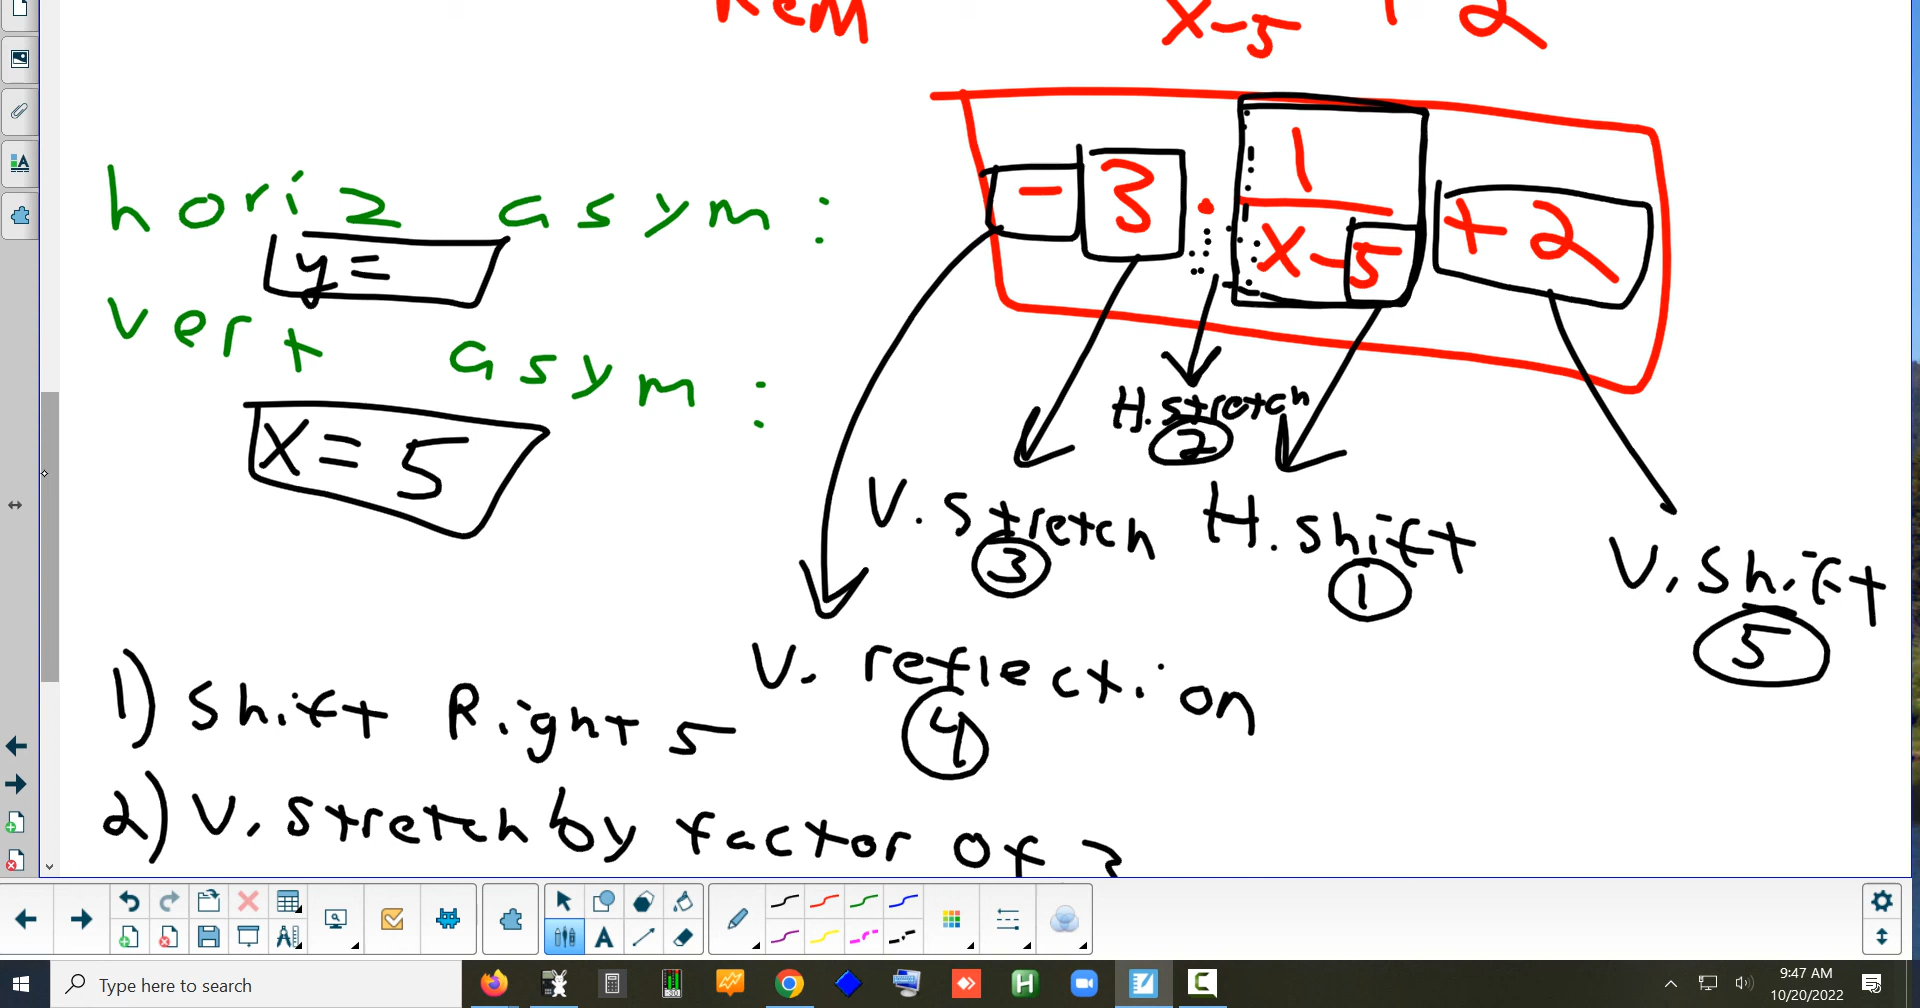 Rem
x-5 + 2
- 3 · 1 / x-5 + 2
horiz asym:
y=
vert asym:
x = 5
H. stretch
2
V. stretch
3
H. shift
1
V. shift
5
V. reflection
4
1) Shift Right 5
2) V. stretch by factor of 3
A
Type here to search
H
C
9:47 AM
10/20/2022